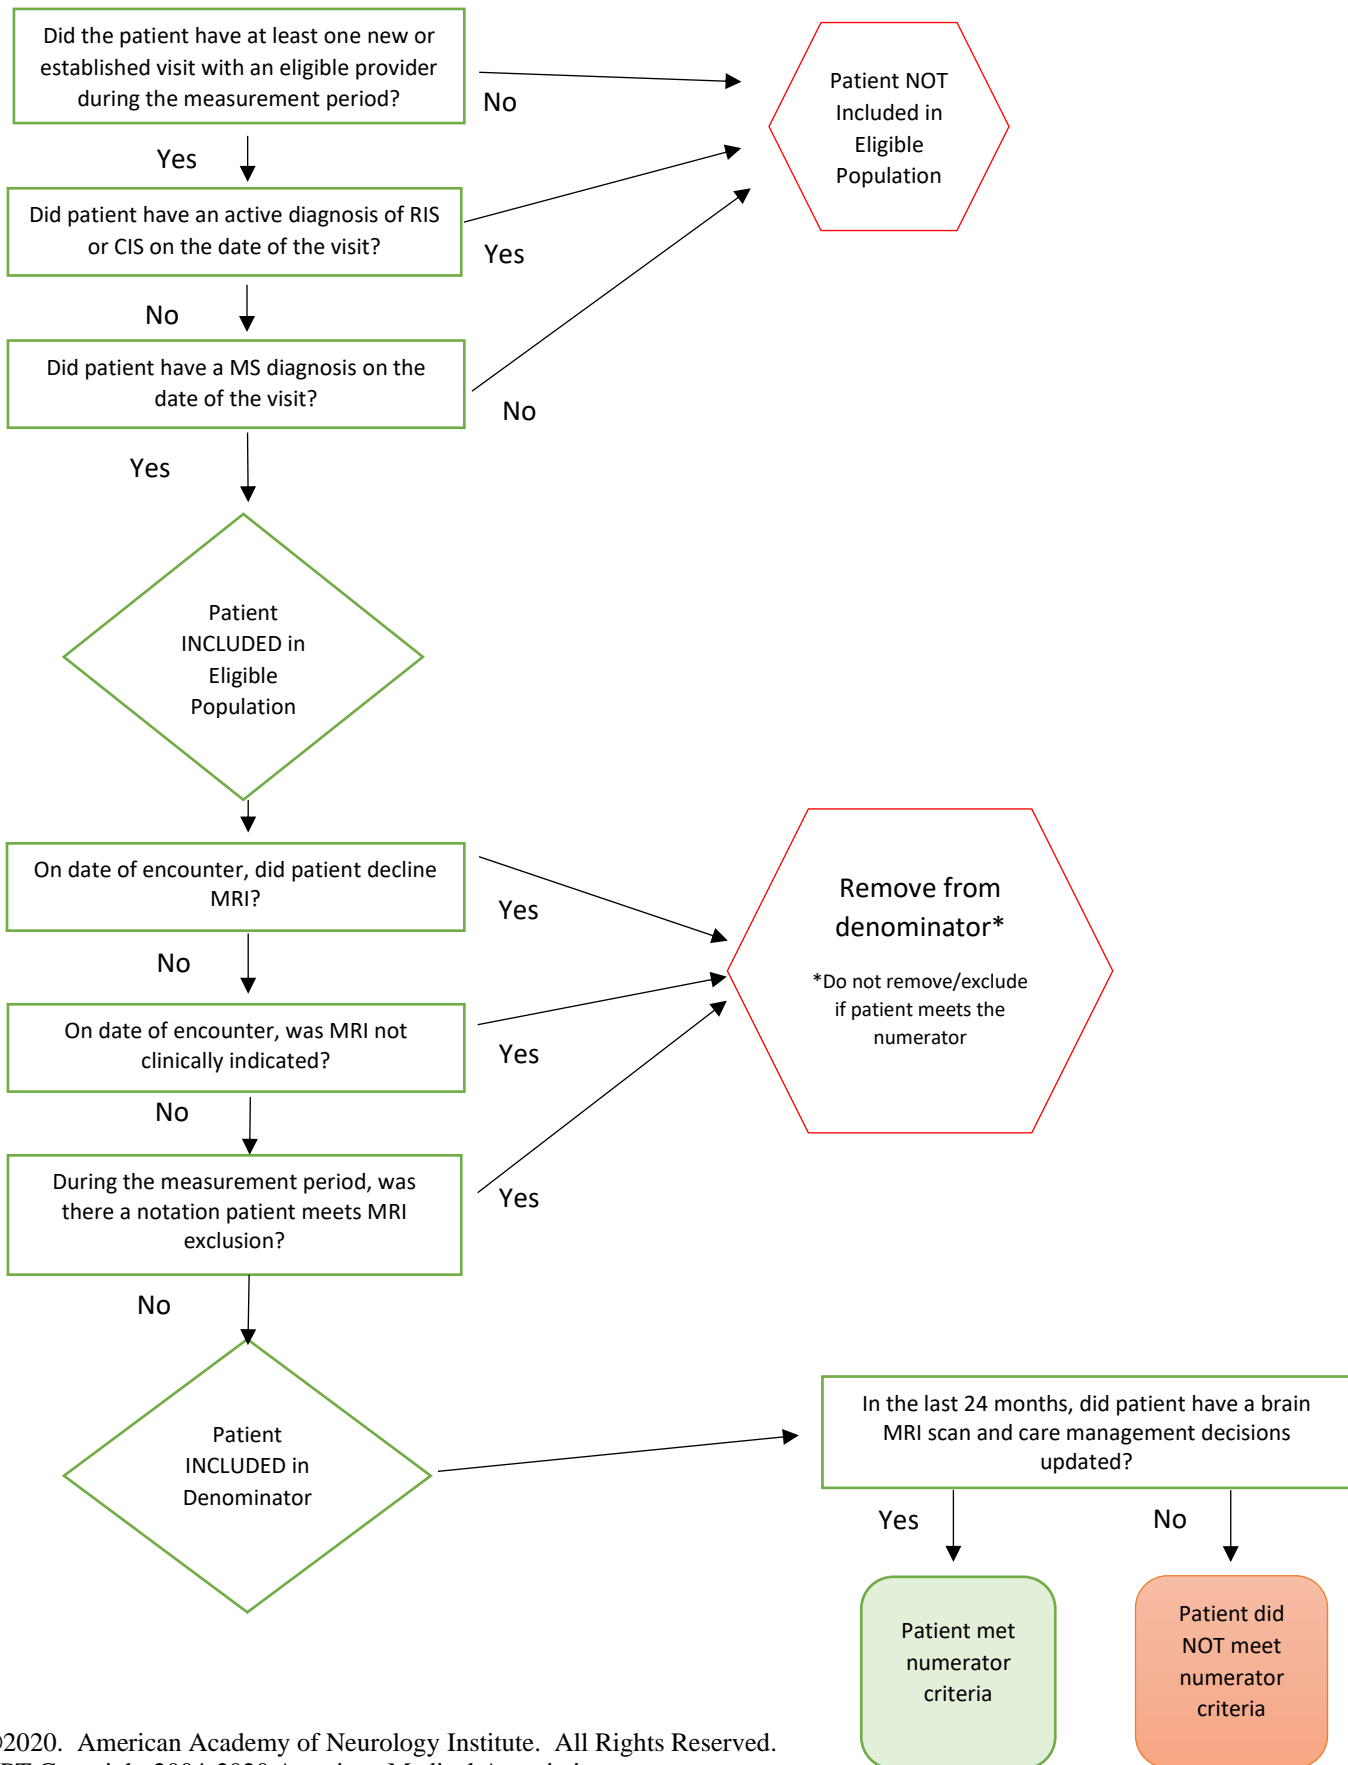 Did the patient have at least one new or
established visit with an eligible provider
during the measurement period?
No
Patient NOT
Included in
Eligible
Population
Yes
Did patient have an active diagnosis of RIS
or CIS on the date of the visit?
Yes
No
Did patient have a MS diagnosis on the
date of the visit?
No
Yes
Patient
INCLUDED in
Eligible
Population
On date of encounter, did patient decline
MRI?
Yes
Remove from
denominator*
*Do not remove/exclude
if patient meets the
numerator
No
On date of encounter, was MRI not
clinically indicated?
Yes
No
During the measurement period, was
there a notation patient meets MRI
exclusion?
Yes
No
Patient
INCLUDED in
Denominator
In the last 24 months, did patient have a brain
MRI scan and care management decisions
updated?
Yes
No
Patient met
numerator
criteria
Patient did
NOT meet
numerator
criteria
©2020. American Academy of Neurology Institute. All Rights Reserved.